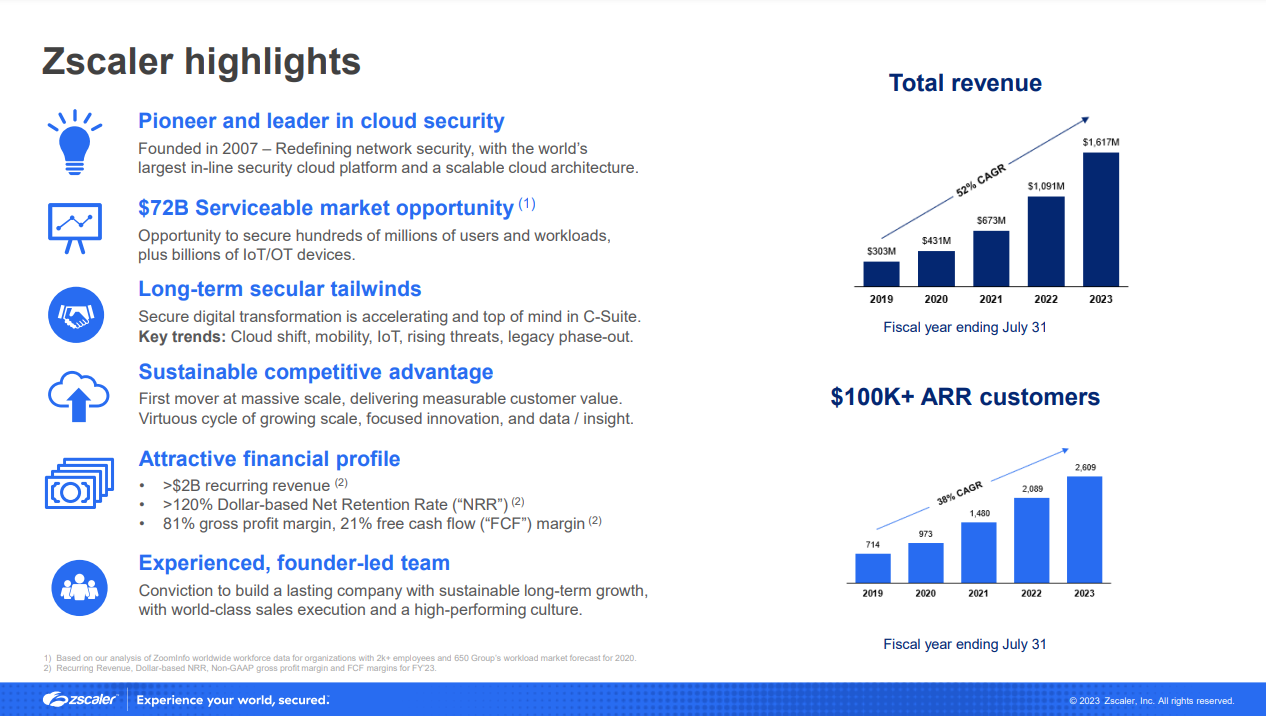 Zscaler highlights
Pioneer and leader in cloud security
Founded in 2007 – Redefining network security, with the world's
largest in-line security cloud platform and a scalable cloud architecture.
$72B Serviceable market opportunity (1)
Opportunity to secure hundreds of millions of users and workloads,
plus billions of IoT/OT devices.
Long-term secular tailwinds
Secure digital transformation is accelerating and top of mind in C-Suite.
Key trends: Cloud shift, mobility, IoT, rising threats, legacy phase-out.
Sustainable competitive advantage
First mover at massive scale, delivering measurable customer value.
Virtuous cycle of growing scale, focused innovation, and data / insight.
Attractive financial profile
• >$2B recurring revenue (2)
• >120% Dollar-based Net Retention Rate (“NRR”) (2)
• 81% gross profit margin, 21% free cash flow (“FCF”) margin (2)
Experienced, founder-led team
Conviction to build a lasting company with sustainable long-term growth,
with world-class sales execution and a high-performing culture.
Total revenue
52% CAGR
$303M $431M $673M $1,091M $1,617M
2019 2020 2021 2022 2023
Fiscal year ending July 31
$100K+ ARR customers
38% CAGR
714 973 1,480 2,089 2,609
2019 2020 2021 2022 2023
Fiscal year ending July 31
1) Based on our analysis of ZoomInfo worldwide workforce data for organizations with 2k+ employees and 650 Group's workload market forecast for 2020.
2) Recurring Revenue, Dollar-based NRR, Non-GAAP gross profit margin and FCF margins for FY'23.
zscaler™ Experience your world, secured.™
© 2023 Zscaler, Inc. All rights reserved.